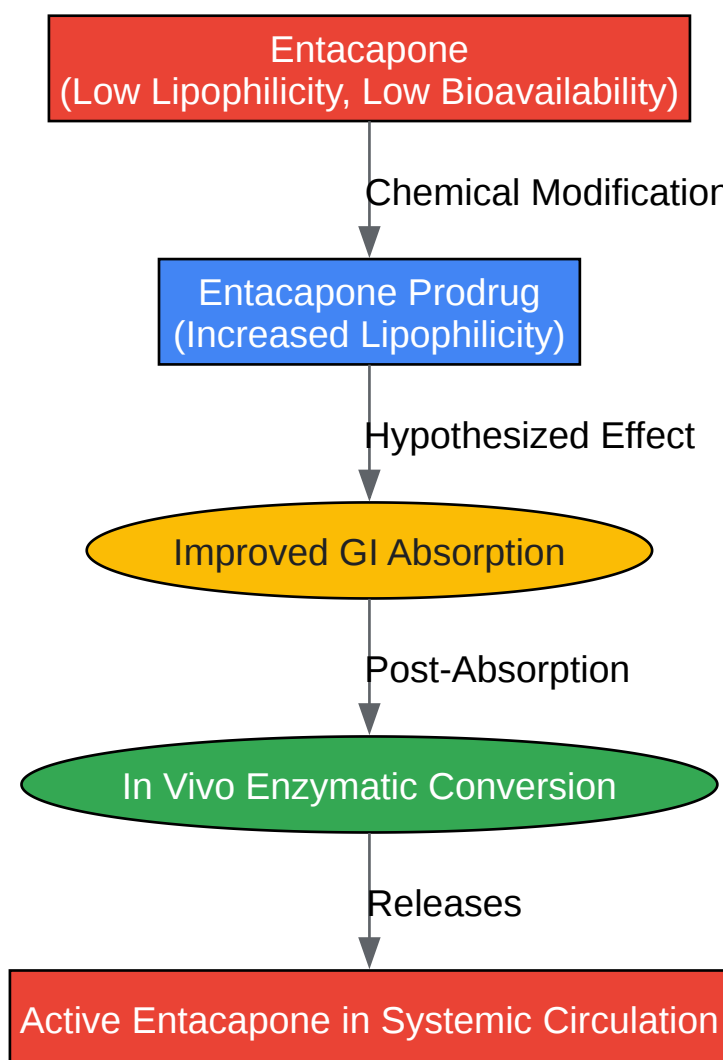 Entacapone
(Low Lipophilicity, Low Bioavailability)
Chemical Modification
Entacapone Prodrug
(Increased Lipophilicity)
Hypothesized Effect
Improved GI Absorption
Post-Absorption
In Vivo Enzymatic Conversion
Releases
Active Entacapone in Systemic Circulation